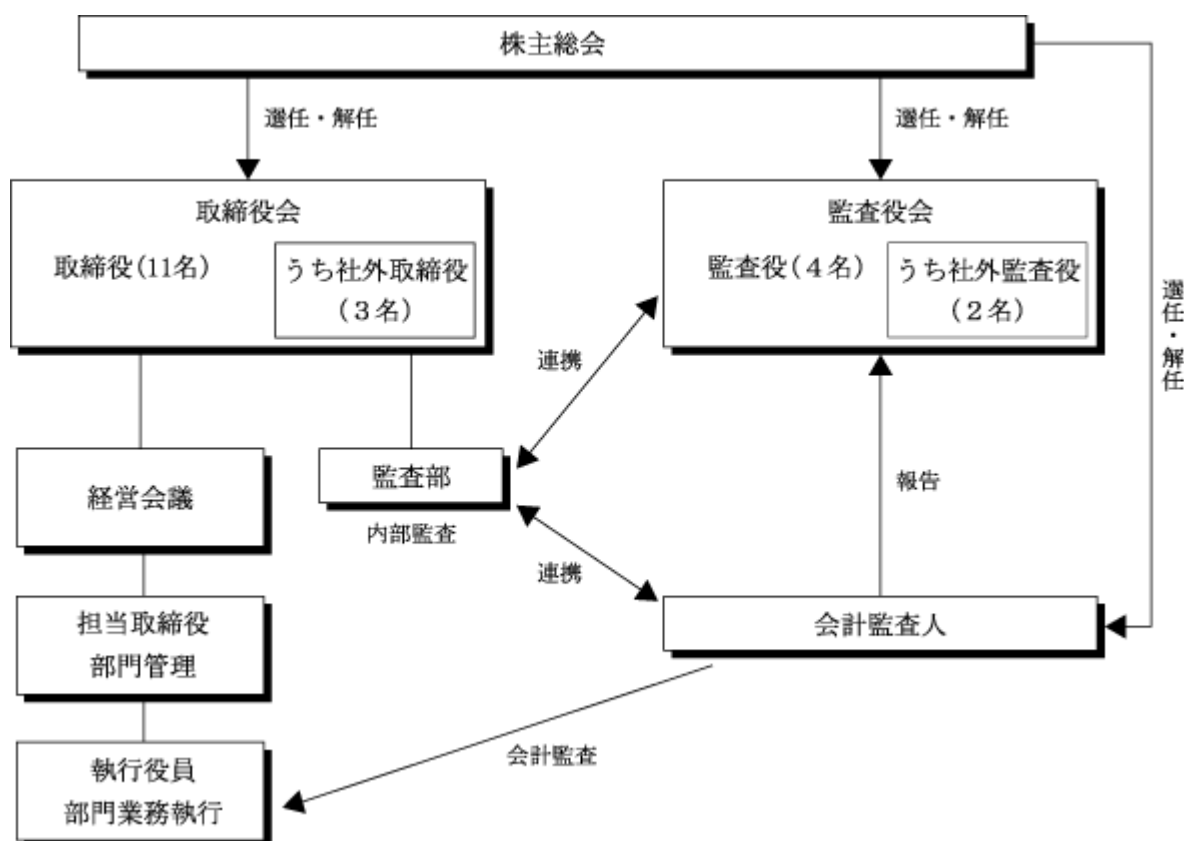 株主総会
選任・解任
選任・解任
取締役会
取締役(11名)
うち社外取締役
(3名)
監査役会
監査役(4名)
うち社外監査役
(2名)
選任・解任
連携
経営会議
監査部
内部監査
報告
連携
担当取締役
部門管理
会計監査人
会計監査
執行役員
部門業務執行